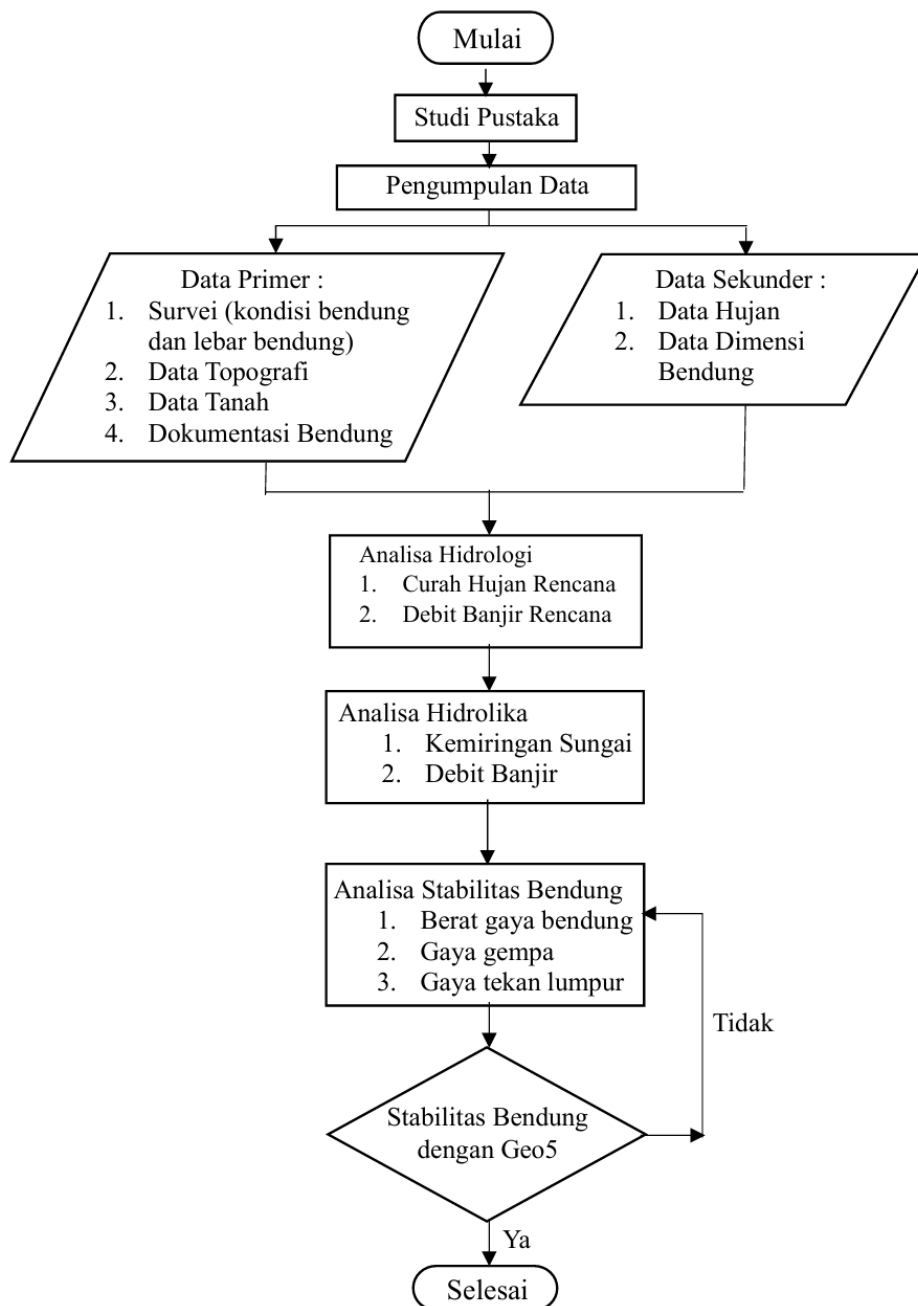 Mulai
Studi Pustaka
Pengumpulan Data
Data Primer :
1. Survei (kondisi bendung
dan lebar bendung)
2. Data Topografi
3. Data Tanah
4. Dokumentasi Bendung
Data Sekunder :
1. Data Hujan
2. Data Dimensi
Bendung
Analisa Hidrologi
1. Curah Hujan Rencana
2. Debit Banjir Rencana
Analisa Hidrolika
1. Kemiringan Sungai
2. Debit Banjir
Analisa Stabilitas Bendung
1. Berat gaya bendung
2. Gaya gempa
3. Gaya tekan lumpur
Tidak
Stabilitas Bendung
dengan Geo5
Ya
Selesai